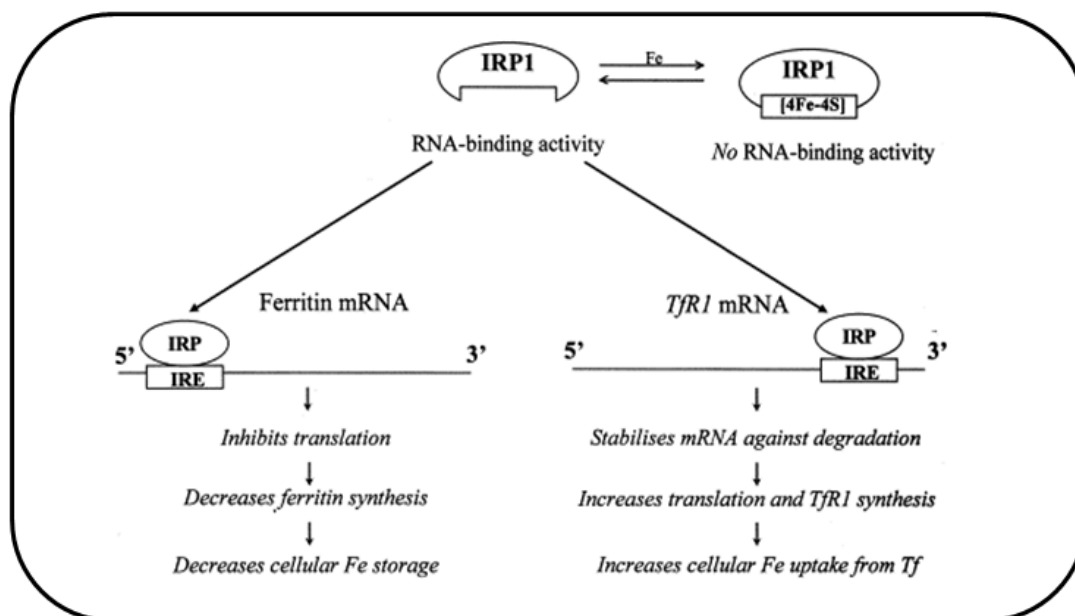 IRP1
Fe
IRP1
[4Fe-4S]
RNA-binding activity
No RNA-binding activity
Ferritin mRNA
TfR1 mRNA
5’
IRP
3’
IRE
5’
IRP
3’
IRE
Inhibits translation
Stabilises mRNA against degradation
Decreases ferritin synthesis
Increases translation and TfR1 synthesis
Decreases cellular Fe storage
Increases cellular Fe uptake from Tf